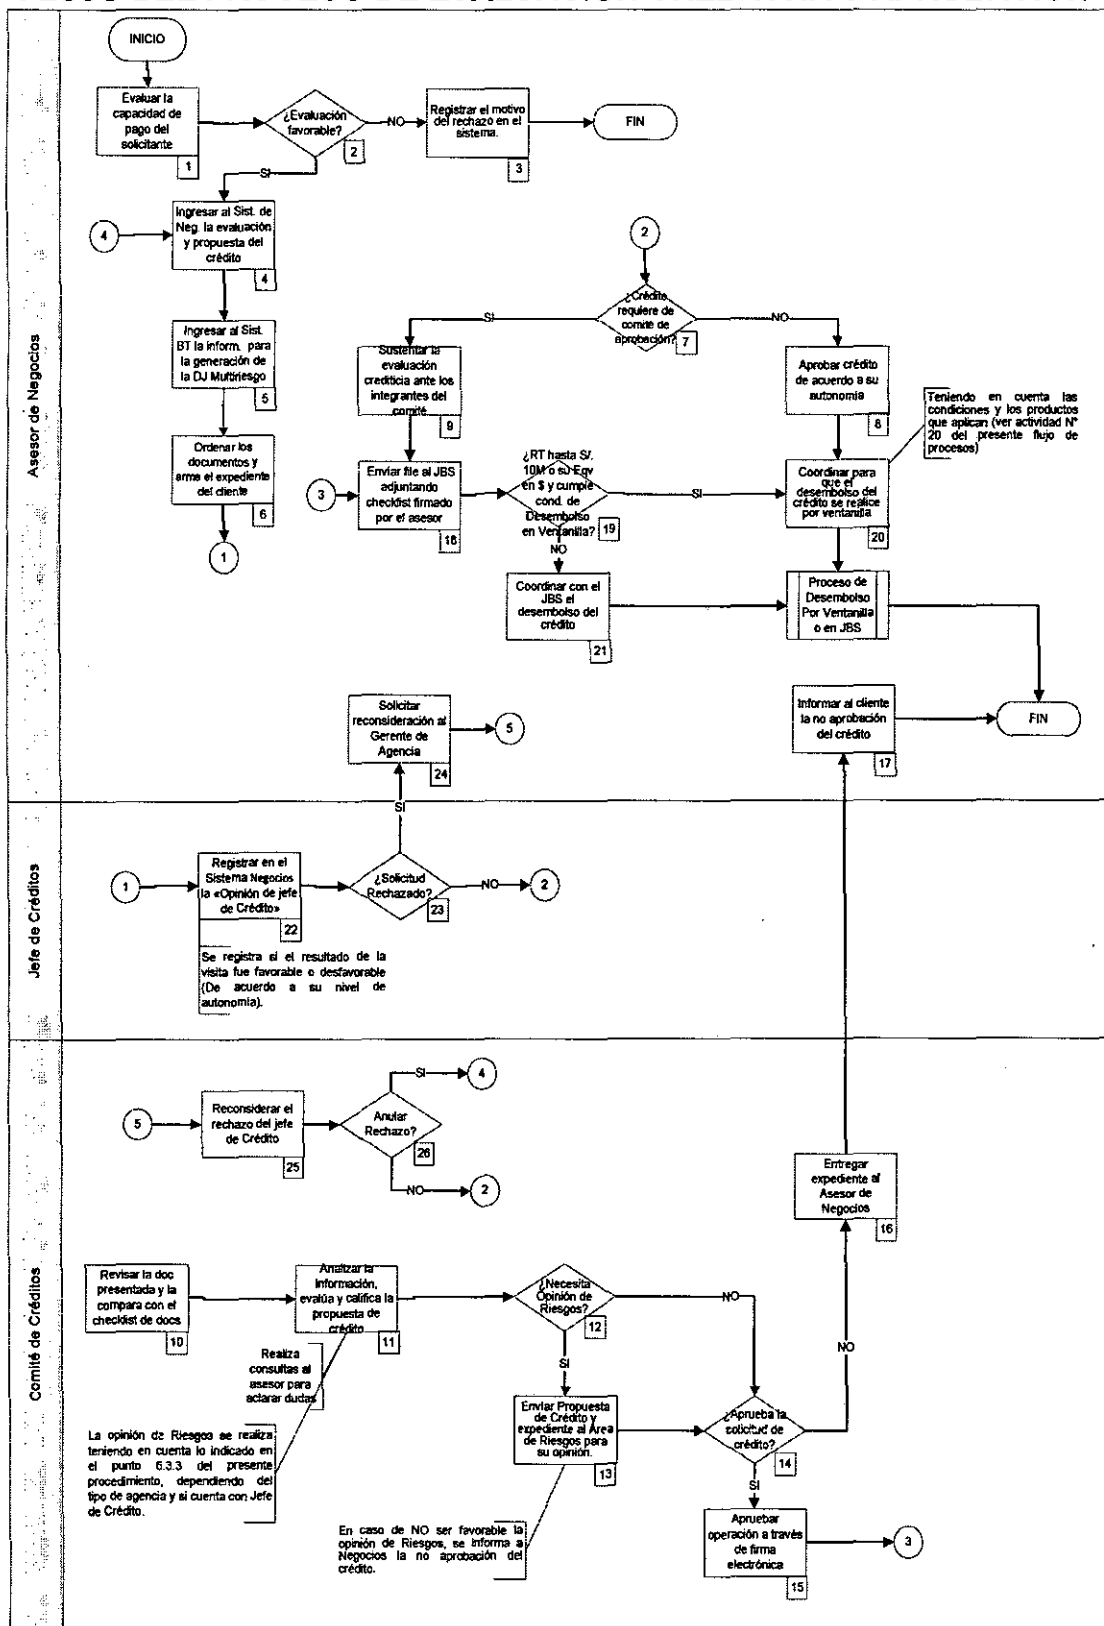 INICIO
Evaluar la
capacidad de
pago del
solicitante
1
¿Evaluación
favorable?
2
NO
Registrar el motivo
del rechazo en el
sistema.
3
FIN
SI
4
Ingresar al Sist. de
Neg. la evaluación
y propuesta del
crédito
4
Ingresar al Sist.
BT la inform. para
la generación de
la DJ Multiriesgo
5
Ordenar los
documentos y
arma el expediente
del cliente
6
1
2
¿Crédito
requiere de
comité de
aprobación?
7
SI
NO
Sustentar la
evaluación
crediticia ante los
integrantes del
comité
9
Aprobar crédito
de acuerdo a su
autonomía
8
Teniendo en cuenta las
condiciones y los productos
que aplican (ver actividad N°
20 del presente flujo de
procesos)
3
Enviar file al JBS
adjuntando
checklist firmado
por el asesor
18
¿RT hasta S/.
10M o su Eqv
en $ y cumple
cond. de
Desembolso
en Ventanilla?
19
SI
Coordinar para
que el
desembolso del
crédito se realice
por ventanilla
20
NO
Coordinar con el
JBS el
desembolso del
crédito
21
Proceso de
Desembolso
Por Ventanilla
o en JBS
Solicitar
reconsideración al
Gerente de
Agencia
24
5
Informar al cliente
la no aprobación
del crédito
17
FIN
Asesor de Negocios
SI
1
Registrar en el
Sistema Negocios
la «Opinión de jefe
de Crédito»
22
¿Solicitud
Rechazado?
23
NO
2
Se registra si el resultado de la
visita fue favorable o desfavorable
(De acuerdo a su nivel de
autonomía).
Jefe de Créditos
5
Reconsiderar el
rechazo del jefe
de Crédito
25
Anular
Rechazo?
26
SI
4
NO
2
Entregar
expediente al
Asesor de
Negocios
16
Revisar la doc
presentada y la
compara con el
checklist de docs
10
Analizar la
información,
evalúa y califica la
propuesta de
crédito
11
¿Necesita
Opinión de
Riesgos?
12
NO
NO
SI
Realiza
consultas al
asesor para
aclarar dudas
Enviar Propuesta
de Crédito y
expediente al Área
de Riesgos para
su opinión.
13
¿Aprueba la
solicitud de
crédito?
14
La opinión de Riesgos se realiza
teniendo en cuenta lo indicado en
el punto 6.3.3 del presente
procedimiento, dependiendo del
tipo de agencia y si cuenta con Jefe
de Crédito.
SI
En caso de NO ser favorable la
opinión de Riesgos, se informa a
Negocios la no aprobación del
crédito.
Apruebar
operación a través
de firma
electrónica
15
3
Comité de Créditos